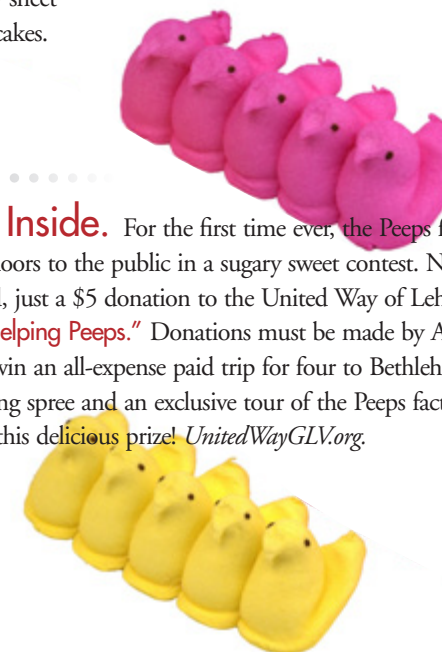 sheet
cakes.
Inside. For the first time ever, the Peeps f
oors to the public in a sugary sweet contest. N
, just a $5 donation to the United Way of Leh
elping Peeps.” Donations must be made by A
vin an all-expense paid trip for four to Bethleh
ng spree and an exclusive tour of the Peeps fact
this delicious prize! UnitedWayGLV.org.